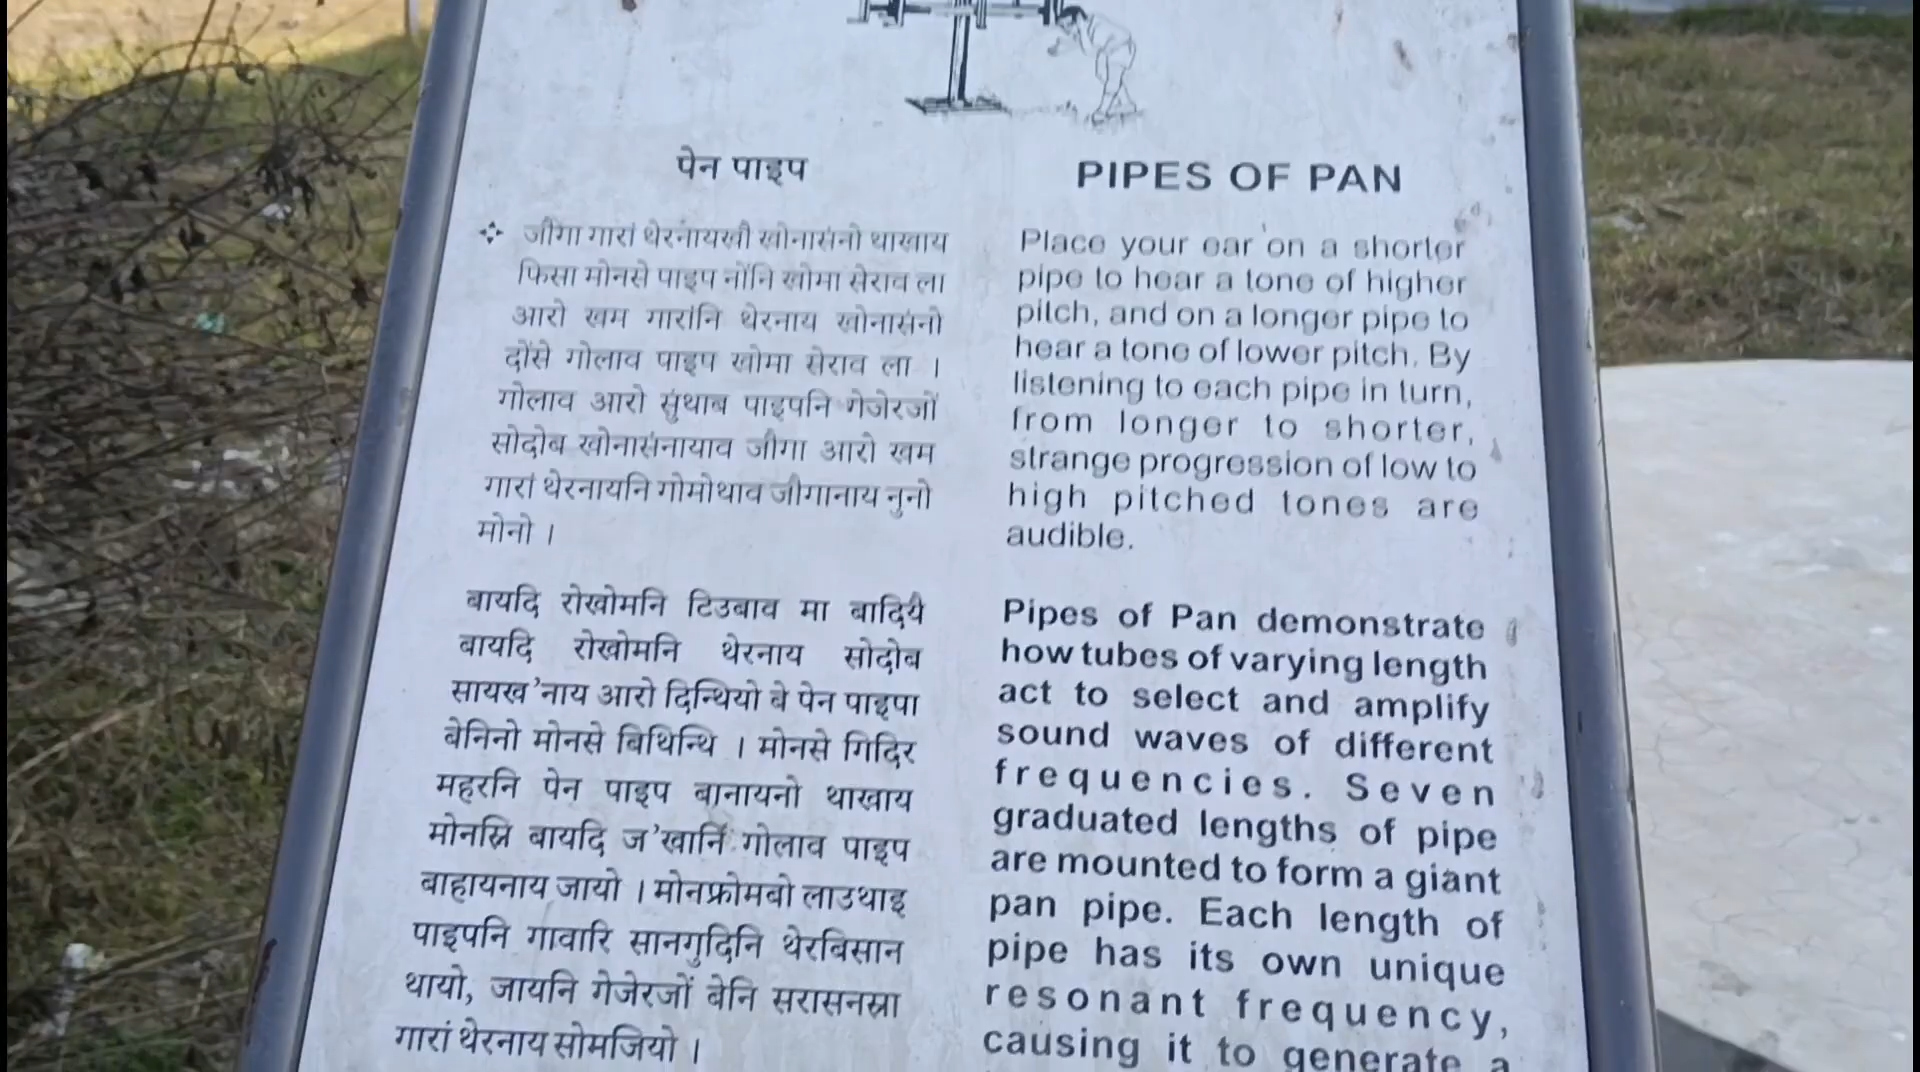 पेन पाइप
जीगा गारां थेरनायखौ खोनासंनो थाखाय
फिसा मोनसे पाइप नोंनि खोमा सेराव ला
आरो खम गारांनि थेरनाय खोनासंनो
दोंसे गोलाव पाइप खोमा सेराव ला ।
गोलाव आरो सुंथाब पाइपनि गेजेरजों
सोदोब खोनासंनायाव जीगा आरो खम
गारां थेरनायनि गोमोथाव जौगानाय नुनो
मोनो ।
बायदि रोखोमनि टिउबाव मा बादियै
बायदि रोखोमनि थेरनाय सोदोब
सायख'नाय आरो दिन्थियो बे पेन पाइपा
बेनिनो मोनसे बिथिन्थि । मोनसे गिदिर
महरनि पेन पाइप बानायनो थाखाय
मोनस्नि बायदि ज'खार्नि गोलाव पाइप
बाहायनाय जायो । मोनफ्रोमबो लाउथाइ
पाइपनि गावारि सानगुदिनि थेरबिसान
थायो, जायनि गेजेरजों बेनि सरासनस्रा
गारां थेरनाय सोमजियो ।
PIPES OF PAN
Place your ear on a shorter
pipe to hear a tone of higher
pitch, and on a longer pipe to
hear a tone of lower pitch. By
listening to each pipe in turn,
from longer to shorter,
strange progression of low to
high pitched tones are
audible.
Pipes of Pan demonstrate
how tubes of varying length
act to select and amplify
sound waves of different
frequencies. Seven
graduated lengths of pipe
are mounted to form a giant
pan pipe. Each length of
pipe has its own unique
resonant frequency,
causing it to generate a